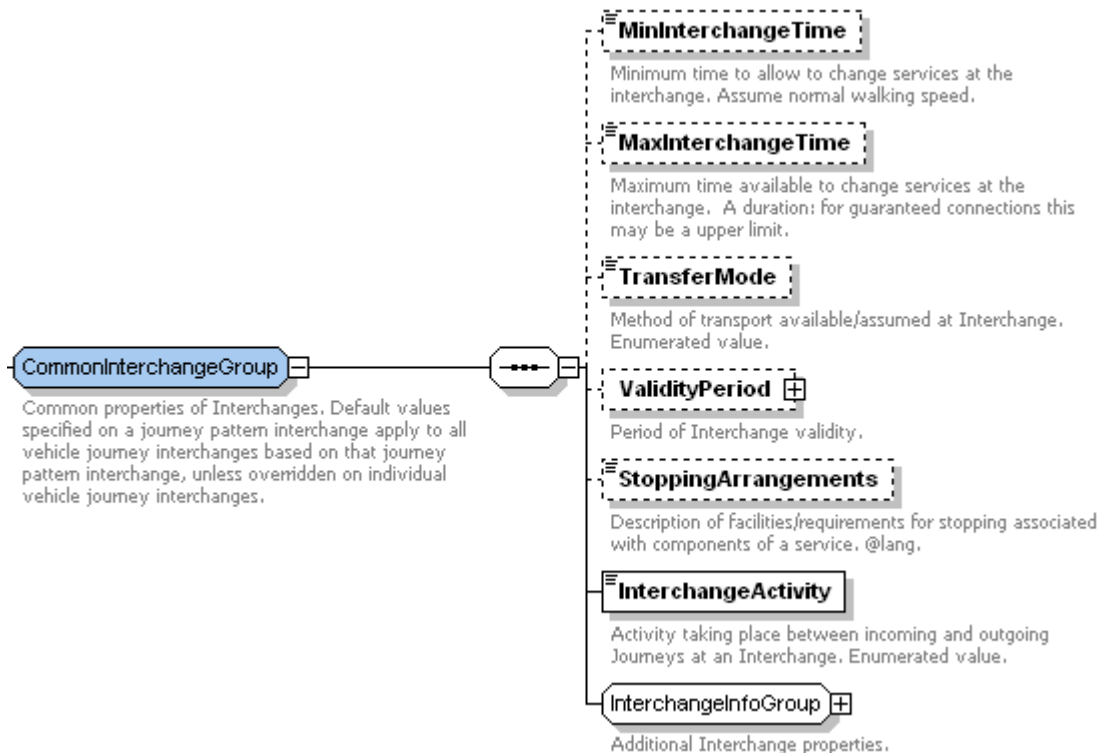 MinInterchangeTime
Minimum time to allow to change services at the
interchange. Assume normal walking speed.
MaxInterchangeTime
Maximum time available to change services at the
interchange.  A duration: for guaranteed connections this
may be a upper limit.
TransferMode
Method of transport available/assumed at Interchange.
Enumerated value.
CommonInterchangeGroup
Common properties of Interchanges. Default values
specified on a journey pattern interchange apply to all
vehicle journey interchanges based on that journey
pattern interchange, unless overridden on individual
vehicle journey interchanges.
ValidityPeriod
Period of Interchange validity.
StoppingArrangements
Description of facilities/requirements for stopping associated
with components of a service. @lang.
InterchangeActivity
Activity taking place between incoming and outgoing
Journeys at an Interchange. Enumerated value.
InterchangeInfoGroup
Additional Interchange properties.